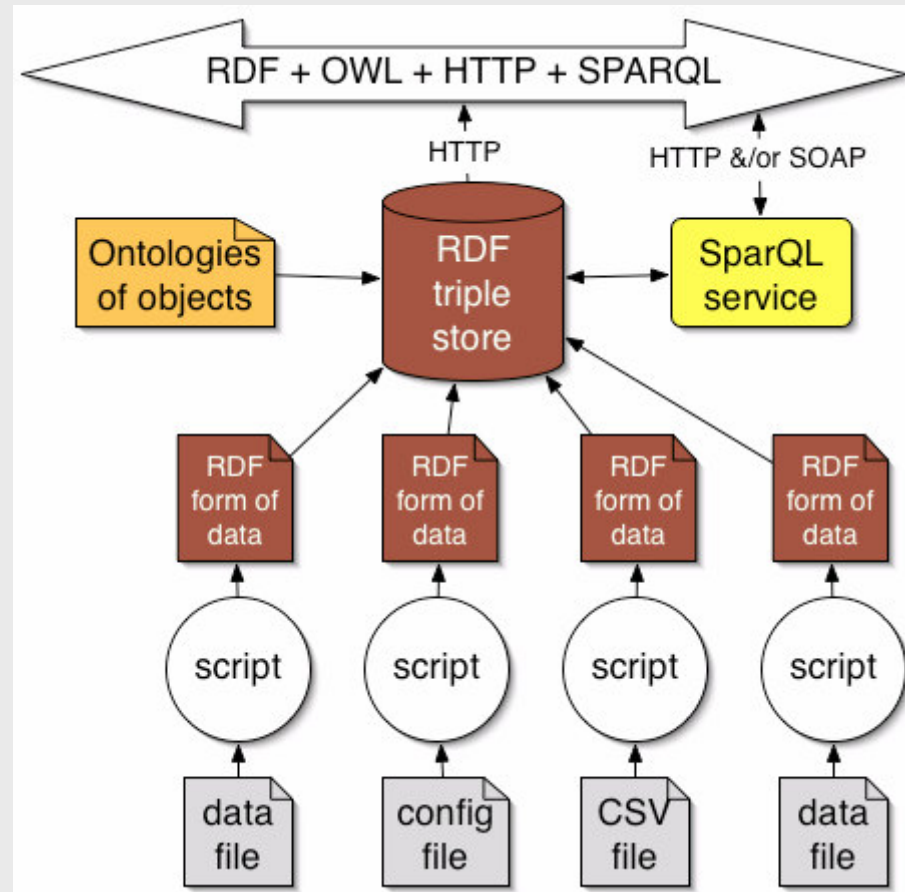 RDF + OWL + HTTP + SPARQL
HTTP
HTTP &/or SOAP
Ontologies
of objects
RDF
triple
store
SparQL
service
RDF
form of
data
RDF
form of
data
RDF
form of
data
RDF
form of
data
script
script
script
script
data
file
config
file
CSV
file
data
file